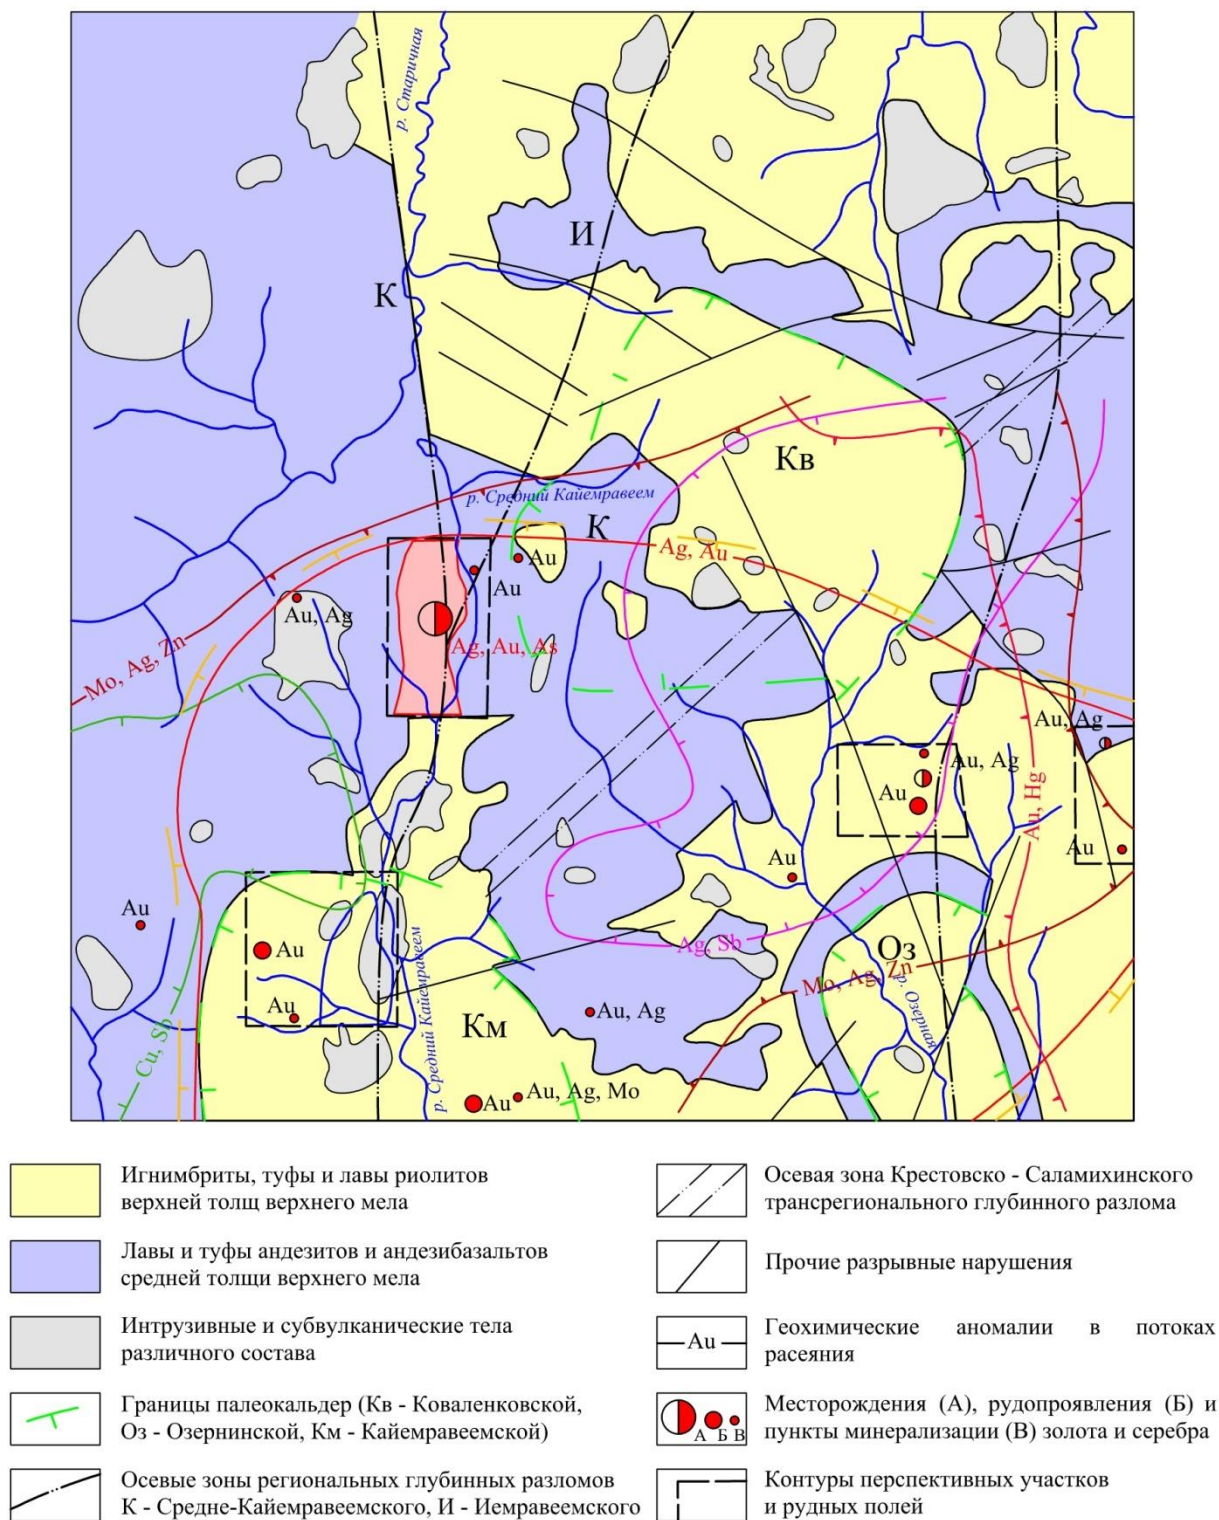 р. Старичная
И
К
Кв
р. Средний Кайемравеем
К
Au
Ag, Au
Au
Au, Ag
Ag, Au, As
Mo, Ag, Zn
Au, Ag
Au, Ag
Au
Au, Hg
Au
Au
Au
Ag, Sb
Оз
Au
Mo, Ag, Zn
р. Озерная
Au
Au, Ag
Км
р. Средний Кайемравеем
Cu, Sb
Au, Ag, Mo
Au
Игнимбриты, туфы и лавы риолитов
верхней толщ верхнего мела
Лавы и туфы андезитов и андезибазальтов
средней толщи верхнего мела
Интрузивные и субвулканические тела
различного состава
Границы палеокальдер (Кв - Коваленковской,
Оз - Озернинской, Км - Кайемравеемской)
Осевые зоны региональных глубинных разломов
К - Средне-Кайемравеемского, И - Иемравеемского
Осевая зона Крестовско - Саламихинского
трансрегионального глубинного разлома
Прочие разрывные нарушения
Au
Геохимические аномалии в потоках
расеяния
А Б В
Месторождения (А), рудопроявления (Б) и
пункты минерализации (В) золота и серебра
Контуры перспективных участков
и рудных полей